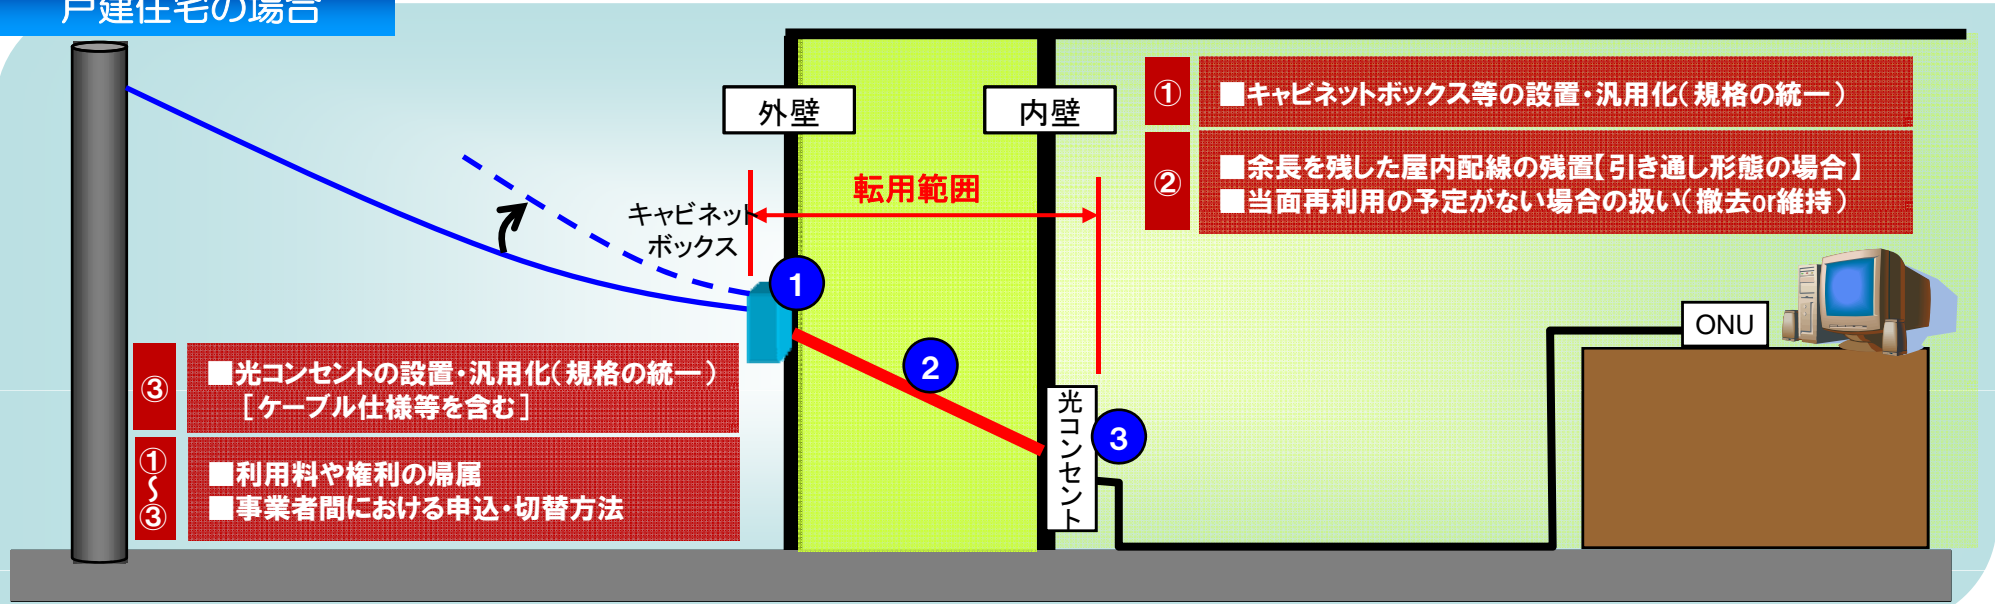 戸建住宅の場合
外壁
内壁
転用範囲
キャビネット
ボックス
①
■キャビネットボックス等の設置・汎用化(規格の統一)
②
■余長を残した屋内配線の残置【引き通し形態の場合】
■当面再利用の予定がない場合の扱い(撤去or維持)
1
2
3
光コンセント
ONU
③
■光コンセントの設置・汎用化(規格の統一)
[ケーブル仕様等を含む]
①~③
■利用料や権利の帰属
■事業者間における申込・切替方法